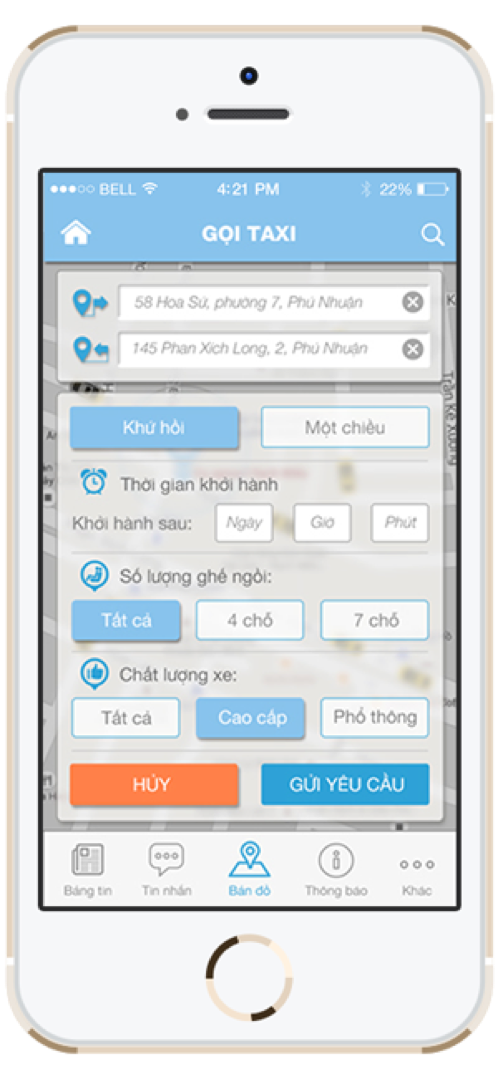 BELL 4:21 PM 22%
GỌI TAXI
58 Hoa Sứ, phường 7, Phú Nhuận
145 Phan Xích Long, 2, Phú Nhuận
Trần Kế Xương
Khứ hồi Một chiều
Thời gian khởi hành
Khởi hành sau: Ngày Giờ Phút
Số lượng ghế ngồi:
Tất cả 4 chỗ 7 chỗ
Chất lượng xe:
Tất cả Cao cấp Phổ thông
HỦY GỬI YÊU CẦU
Bảng tin Tin nhắn Bản đồ Thông báo Khác